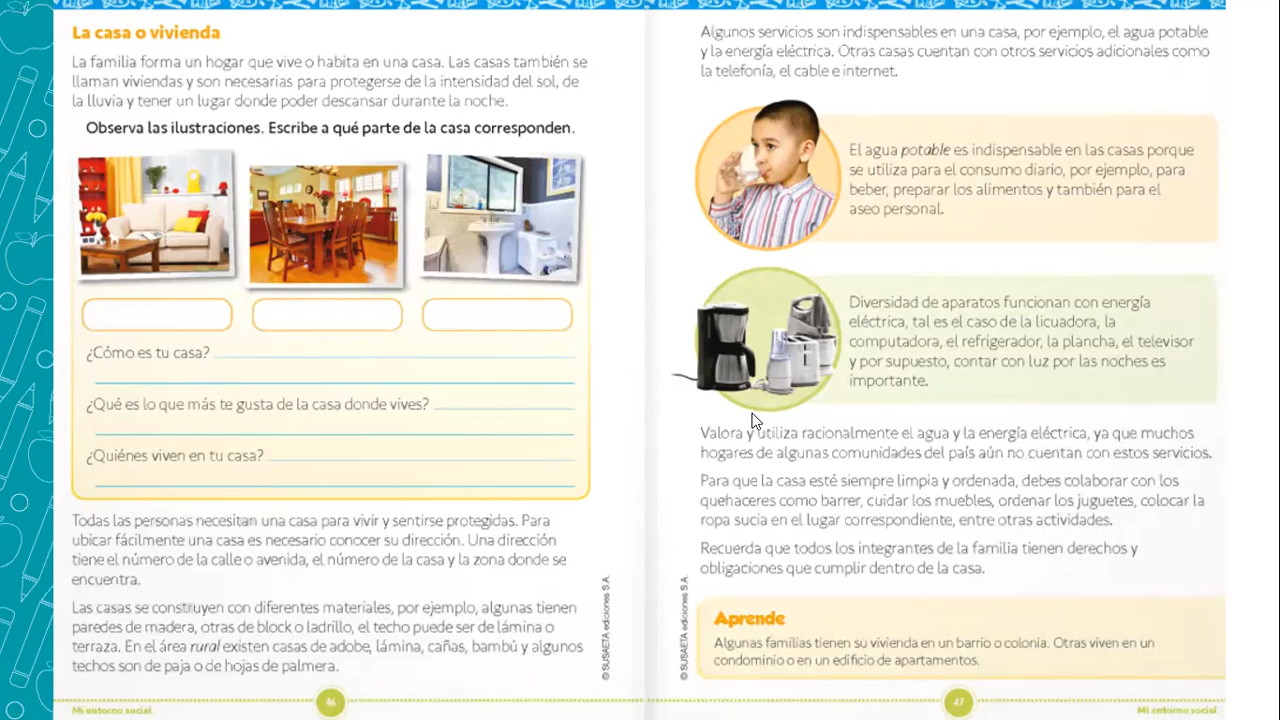 La casa o vivienda
La familia forma un hogar que vive o habita en una casa. Las casas también se
llaman viviendas y son necesarias para protegerse de la intensidad del sol, de
la lluvia y tener un lugar donde poder descansar durante la noche.
Observa las ilustraciones. Escribe a qué parte de la casa corresponden.
¿Cómo es tu casa?
¿Qué es lo que más te gusta de la casa donde vives?
¿Quiénes viven en tu casa?
Todas las personas necesitan una casa para vivir y sentirse protegidas. Para
ubicar fácilmente una casa es necesario conocer su dirección. Una dirección
tiene el número de la calle o avenida, el número de la casa y la zona donde se
encuentra.
Las casas se construyen con diferentes materiales, por ejemplo, algunas tienen
paredes de madera, otras de block o ladrillo, el techo puede ser de lámina o
terraza. En el área rural existen casas de adobe, lámina, cañas, bambú y algunos
techos son de paja o de hojas de palmera.
© SUSAETA ediciones S.A.
46
Mi entorno social
Algunos servicios son indispensables en una casa, por ejemplo, el agua potable
y la energía eléctrica. Otras casas cuentan con otros servicios adicionales como
la telefonía, el cable e internet.
El agua potable es indispensable en las casas porque
se utiliza para el consumo diario, por ejemplo, para
beber, preparar los alimentos y también para el
aseo personal.
Diversidad de aparatos funcionan con energía
eléctrica, tal es el caso de la licuadora, la
computadora, el refrigerador, la plancha, el televisor
y por supuesto, contar con luz por las noches es
importante.
Valora y utiliza racionalmente el agua y la energía eléctrica, ya que muchos
hogares de algunas comunidades del país aún no cuentan con estos servicios.
Para que la casa esté siempre limpia y ordenada, debes colaborar con los
quehaceres como barrer, cuidar los muebles, ordenar los juguetes, colocar la
ropa sucia en el lugar correspondiente, entre otras actividades.
Recuerda que todos los integrantes de la familia tienen derechos y
obligaciones que cumplir dentro de la casa.
© SUSAETA ediciones S.A.
Aprende
Algunas familias tienen su vivienda en un barrio o colonia. Otras viven en un
condominio o en un edificio de apartamentos.
47
Mi entorno social